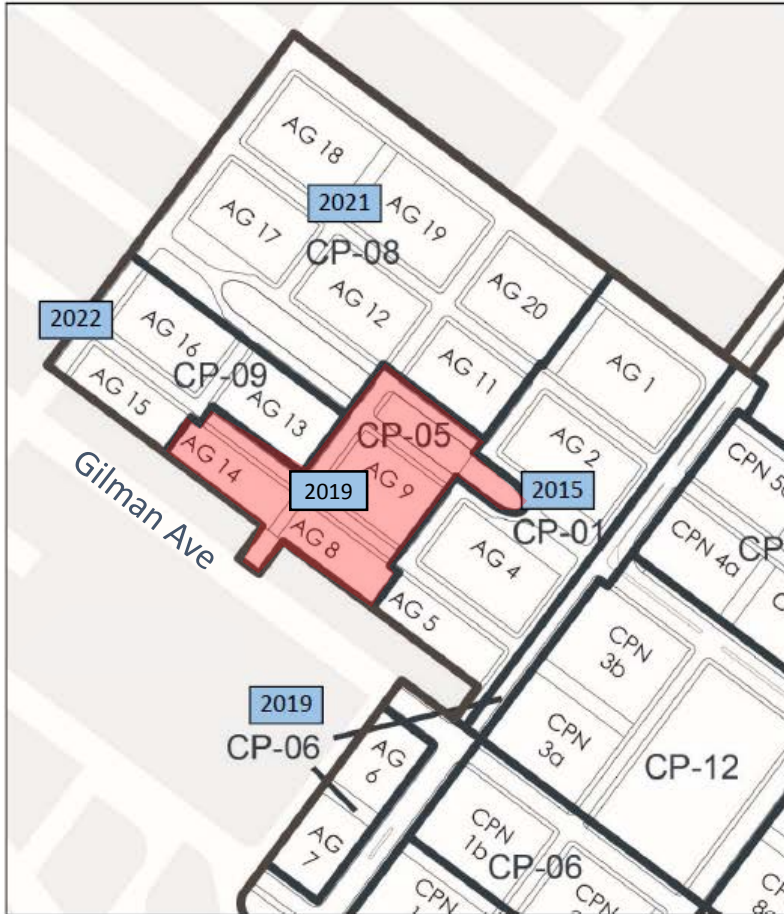 AG 18
2021
AG 19
AG 17
CP-08
AG 20
AG 12
2022
AG 16
AG 11
AG 1
CP-09
AG 15
AG 13
CP-05
AG 2
CPN
AG 14
AG 9
2019
2015
CP-01
CPN 4a
Gilman Ave
AG 8
AG 4
AG 5
CPN
3b
2019
CP-06
CPN
3a
CP-12
AG
6
AG
7
CPN
1b
CP-06
CPN
CPN